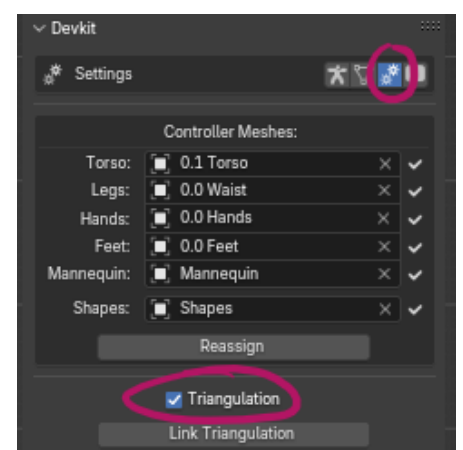 Devkit
Settings
Controller Meshes:
Torso: 0.1 Torso
Legs: 0.0 Waist
Hands: 0.0 Hands
Feet: 0.0 Feet
Mannequin: Mannequin
Shapes: Shapes
Reassign
Triangulation
Link Triangulation